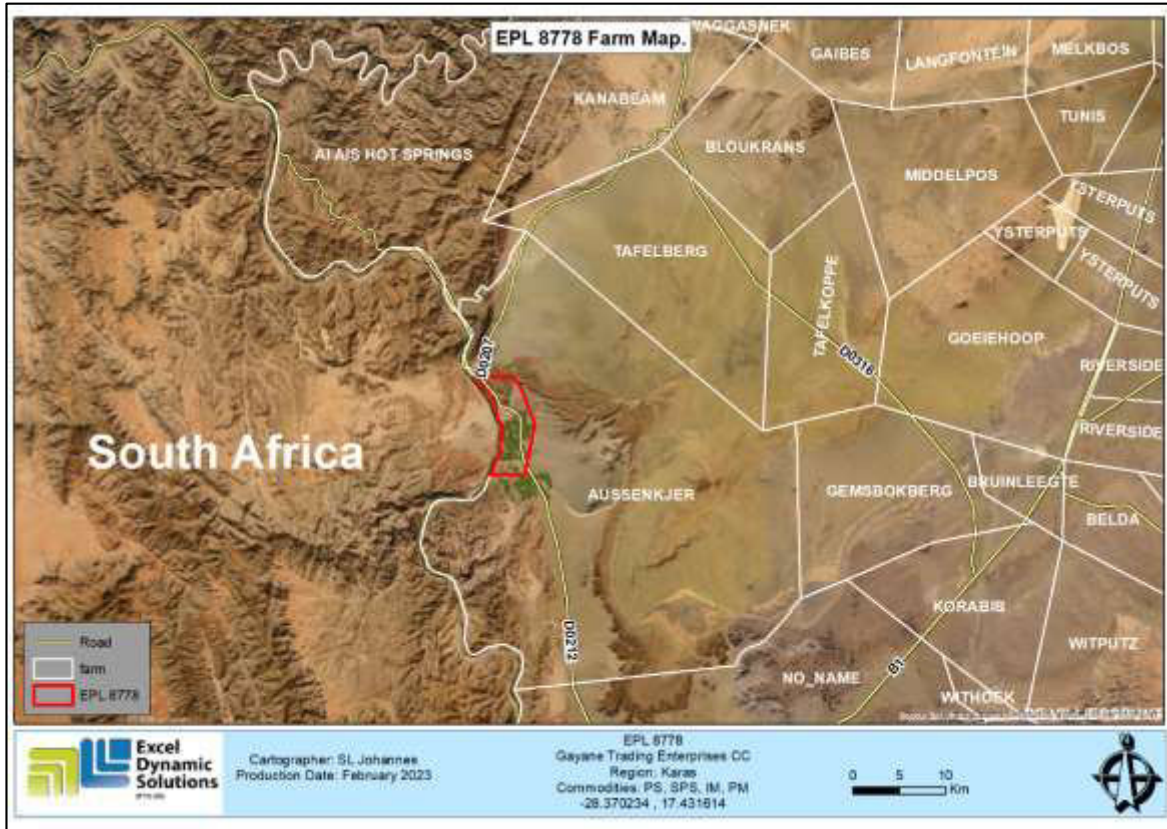 EPL 8778 Farm Map.
GAIBES
LANGFONTEIN
MELKBOS
KANABEAM
TUNIS
BLOUKRANS
AI AIS HOT SPRINGS
MIDDELPOS
YSTERPUTS
YSTERPUTS
YSTERPUTS
TAFELBERG
TAFELKOPPE
GOEIEHOOP
D0316
D0207
RIVERSIDE
RIVERSIDE
South Africa
AUSSENKJER
GEMSBOKBERG
BRUINLEEGTE
BELDA
KORABIB
D0212
WITPUTZ
NO_NAME
B1
WITHOEK
Road
farm
EPL 8778
Excel
Dynamic
Solutions
Cartographer: SL Johannes
Production Date: February 2023
EPL 8778
Gayane Trading Enterprises CC
Region: Karas
Commodities: PS, SPS, IM, PM
-28.370234 , 17.431614
0 5 10
Km